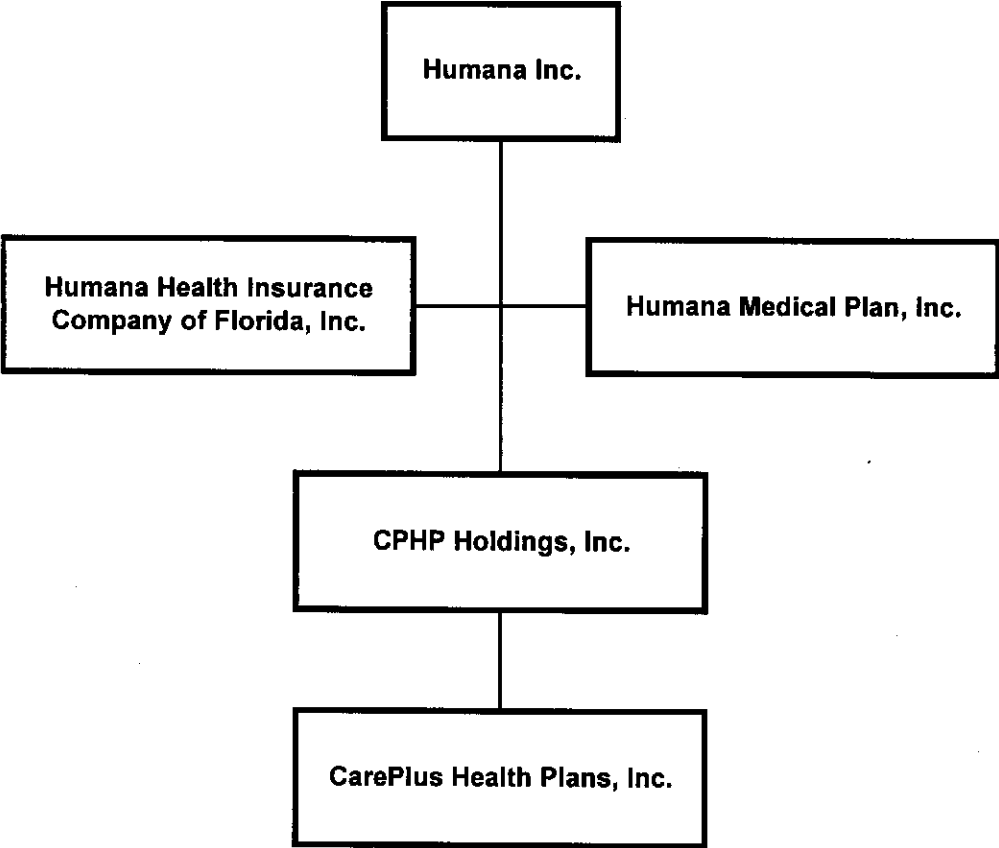 Humana Inc.
Humana Health Insurance
Company of Florida, Inc.
Humana Medical Plan, Inc.
CPHP Holdings, Inc.
CarePlus Health Plans, Inc.